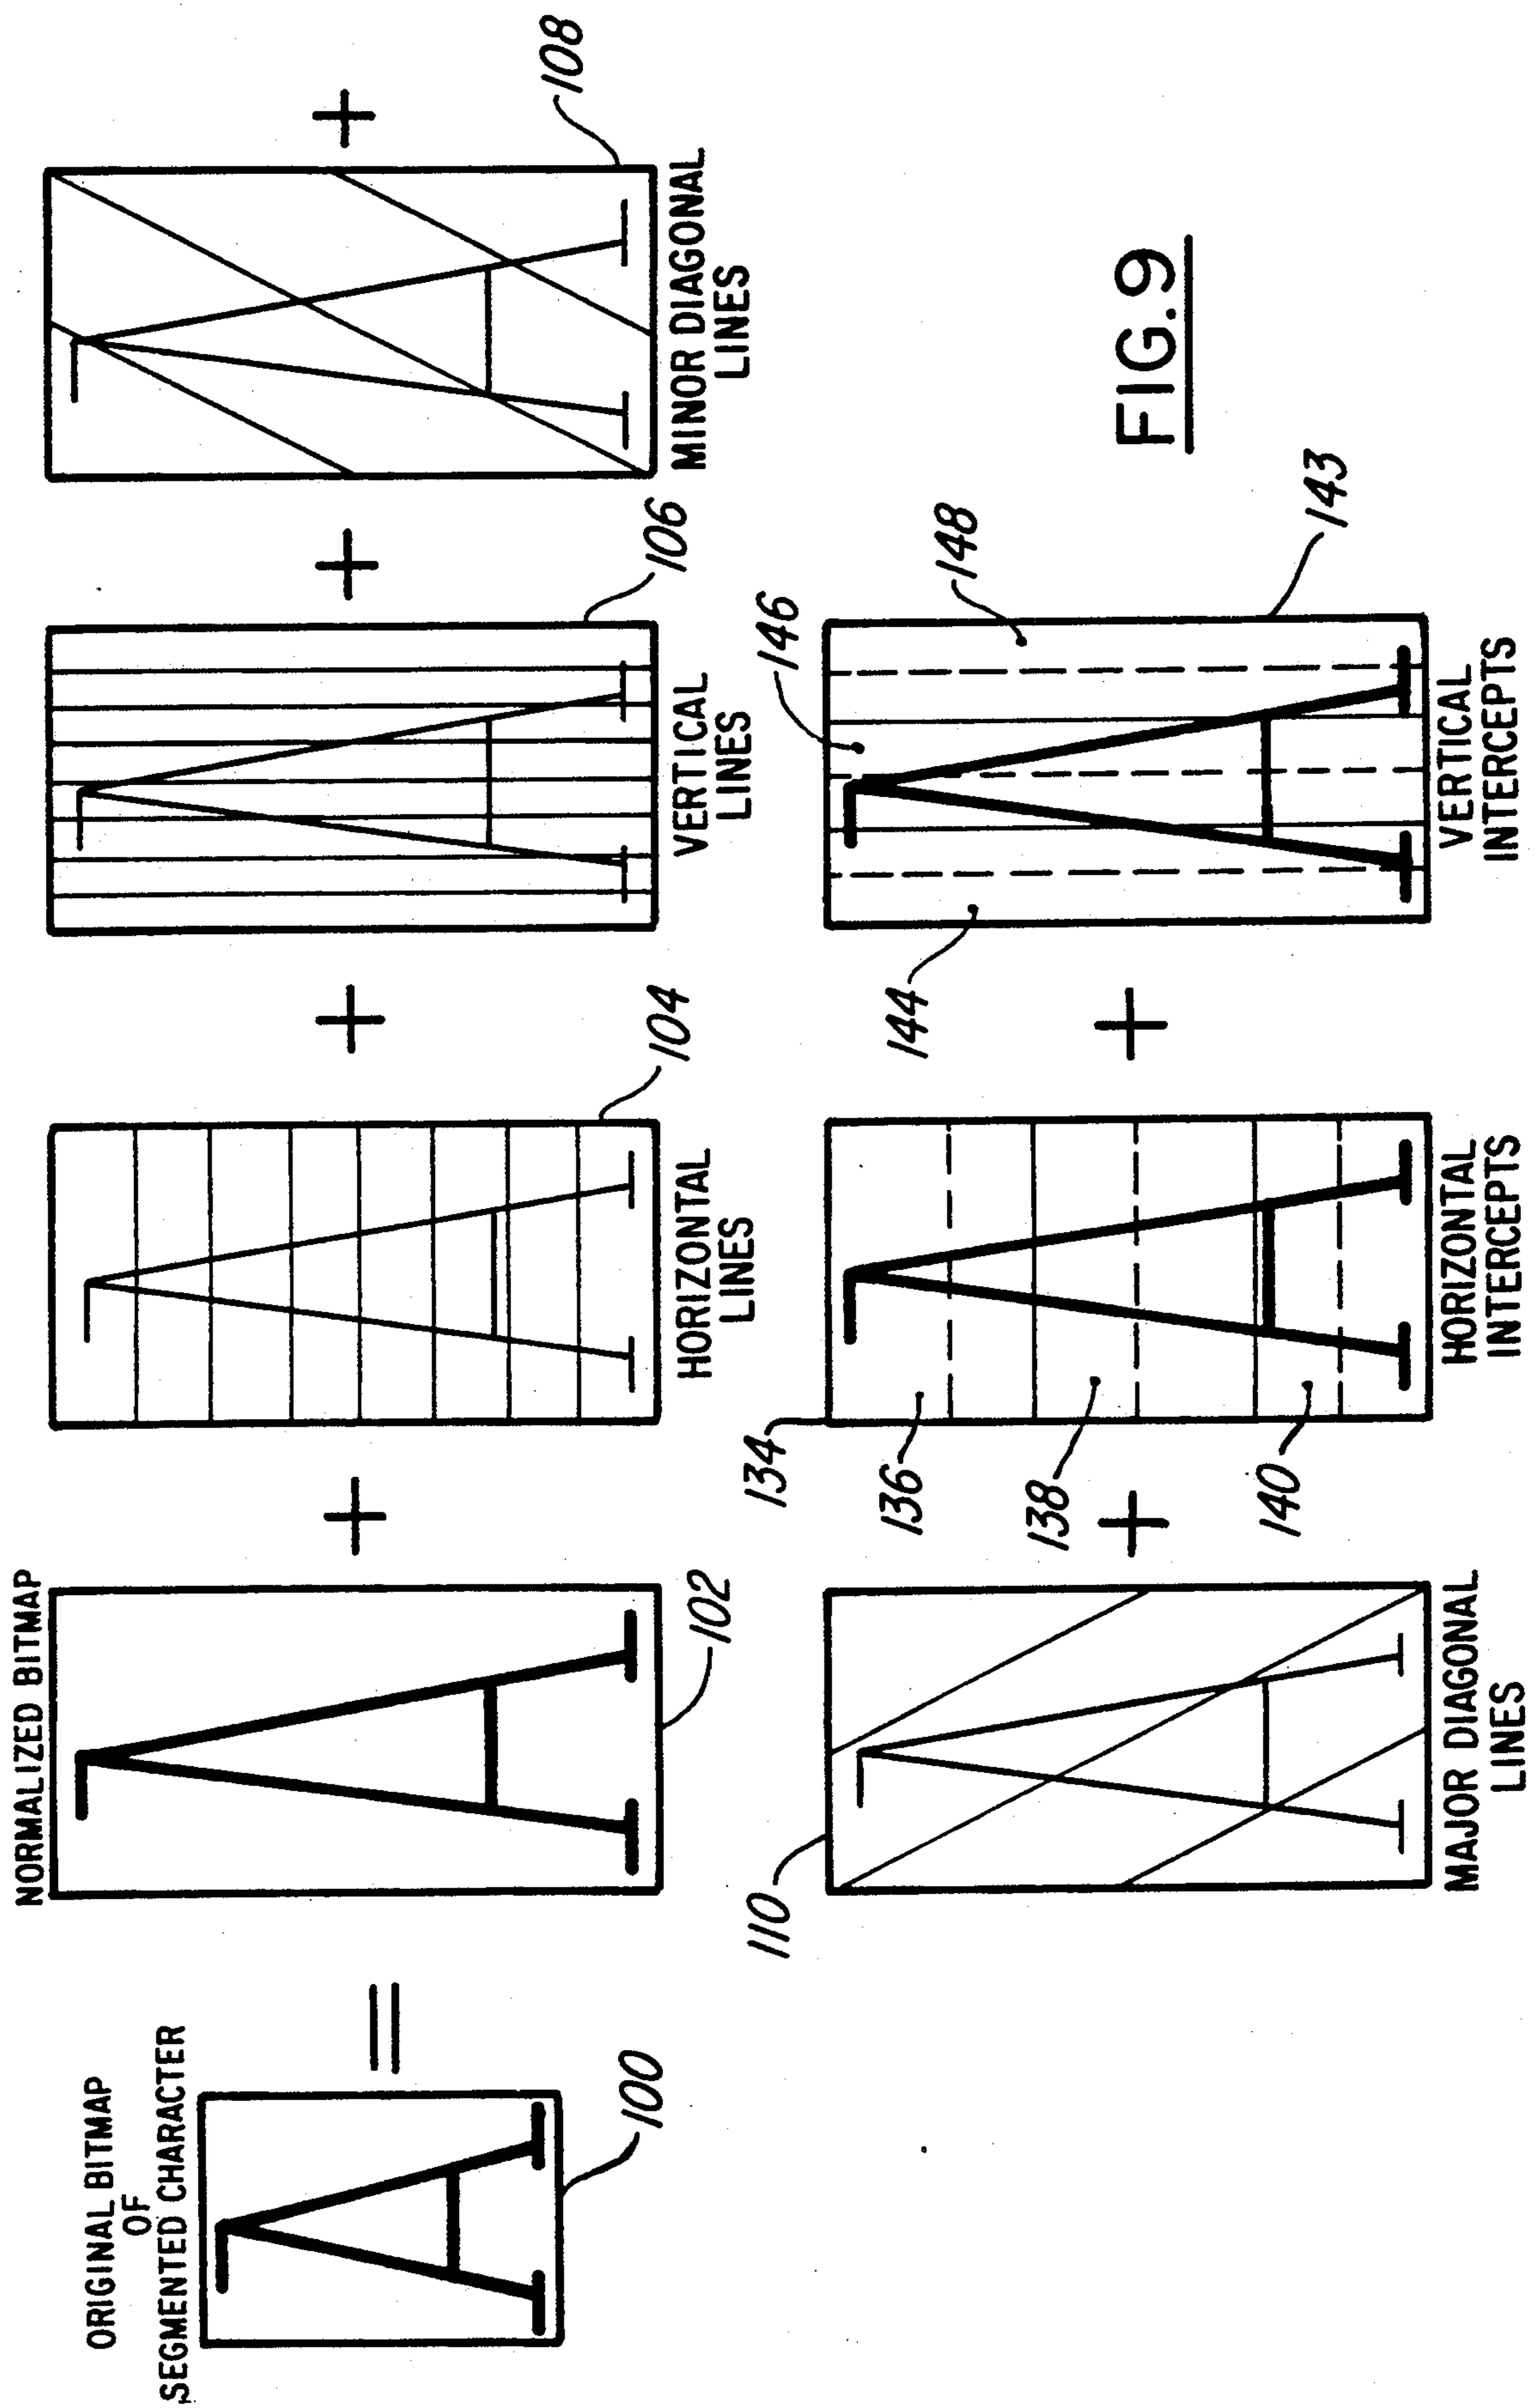 ORIGINAL BITMAP
OF
SEGMENTED CHARACTER
100
=
NORMALIZED BITMAP
102
+
104
HORIZONTAL
LINES
+
106
VERTICAL
LINES
+
108
MINOR DIAGONAL
LINES
+
110
MAJOR DIAGONAL
LINES
+
134
136
138
140
HORIZONTAL
INTERCEPTS
+
144
146
148
143
VERTICAL
INTERCEPTS
FIG.9